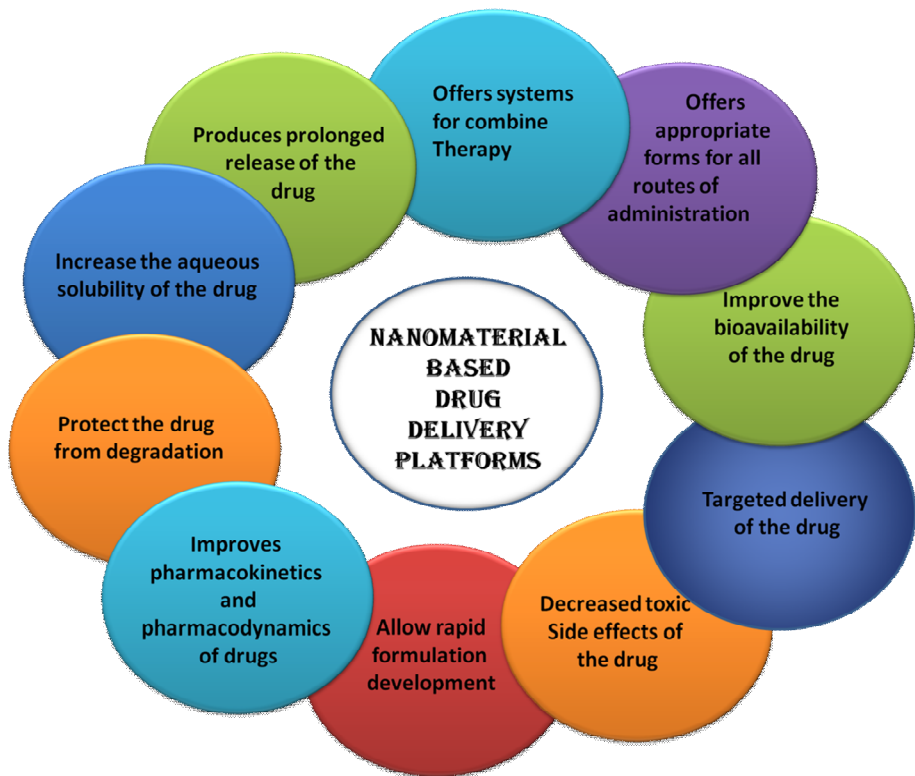 Offers systems
for combine
Therapy
Offers
appropriate
forms for all
routes of
administration
Improve the
bioavailability
of the drug
Targeted delivery
of the drug
Decreased toxic
Side effects of
the drug
Allow rapid
formulation
development
Improves
pharmacokinetics
and
pharmacodynamics
of drugs
Protect the drug
from degradation
Increase the aqueous
solubility of the drug
Produces prolonged
release of the
drug
NANOMATERIAL
BASED
DRUG
DELIVERY
PLATFORMS